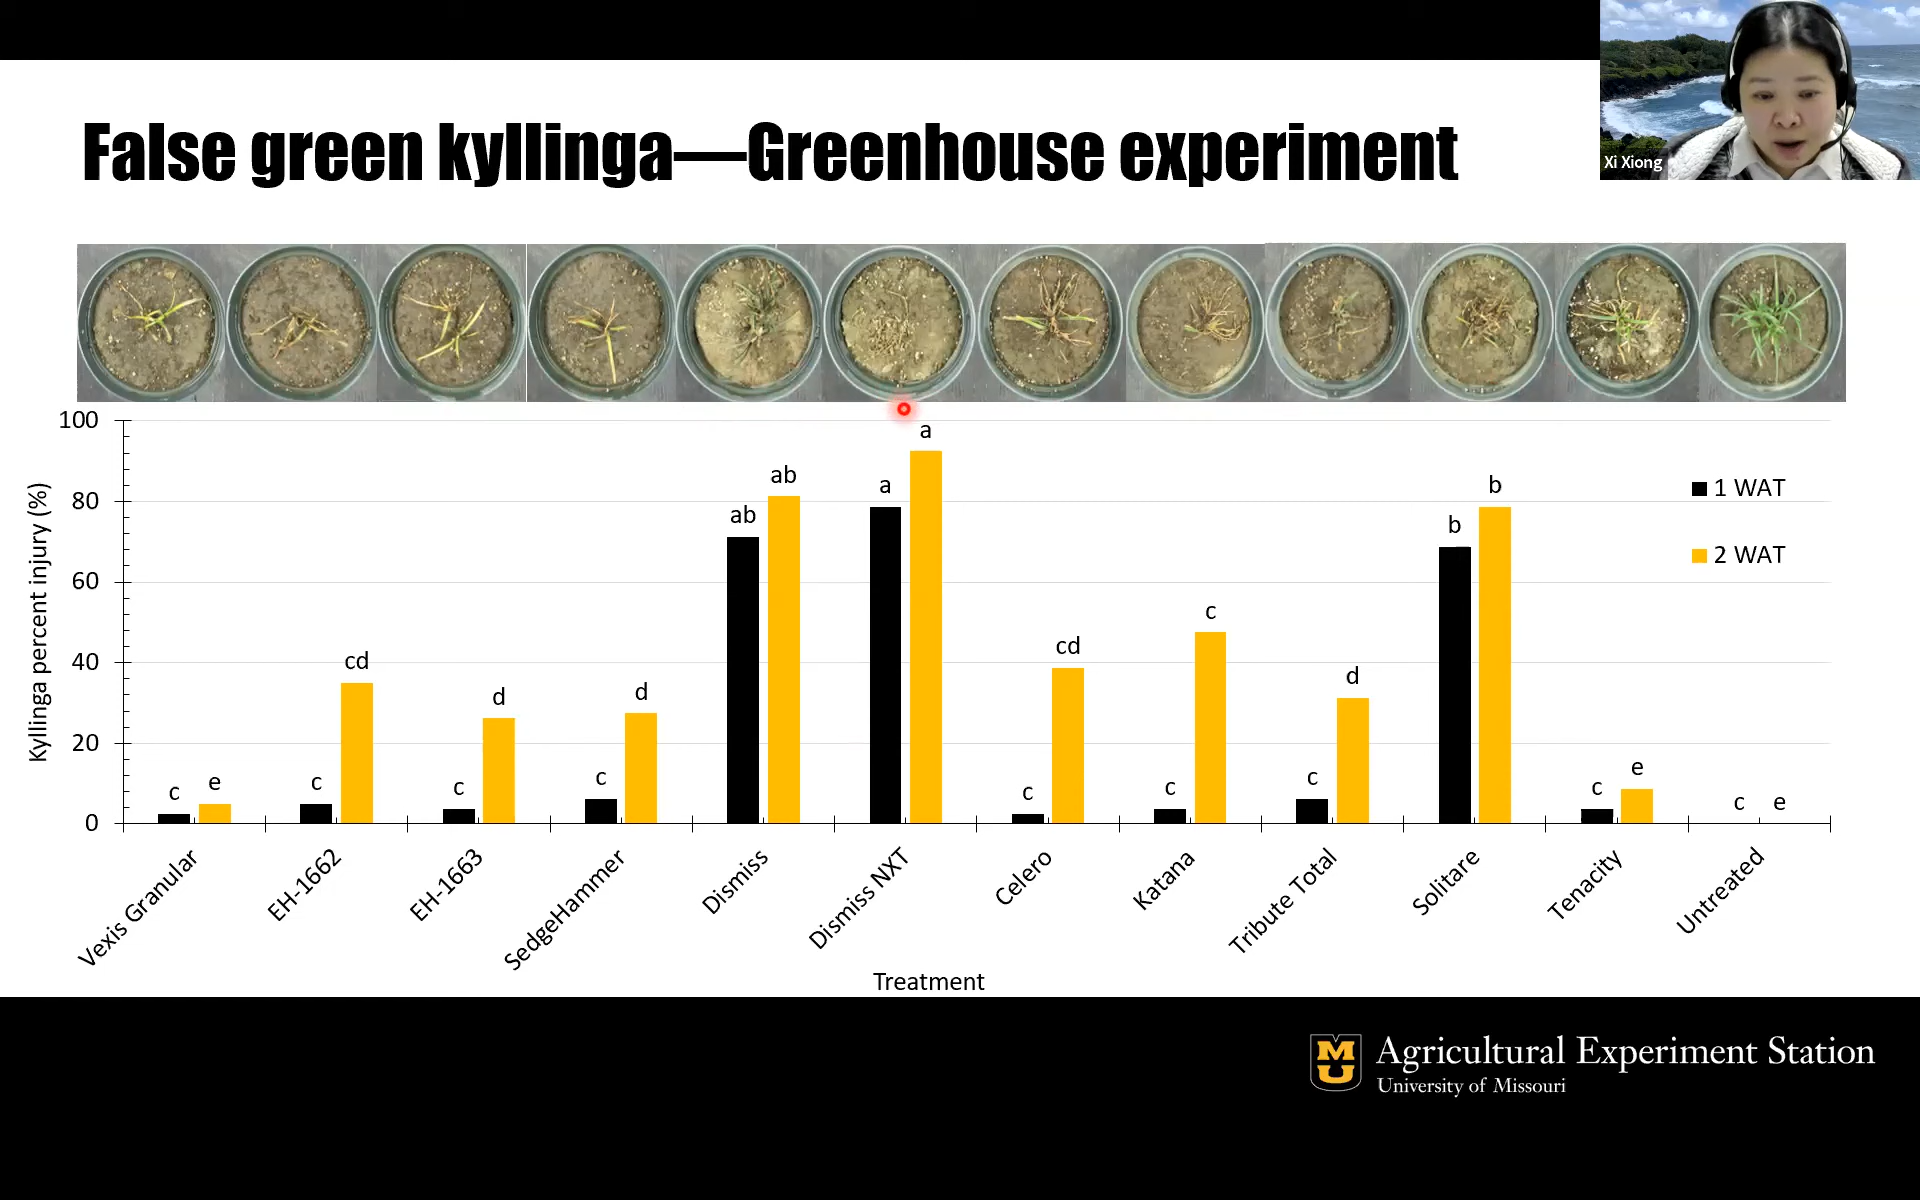 Xi Xiong
False green kyllinga—Greenhouse experiment
Kyllinga percent injury (%)
100
80
60
40
20
0
c e
c cd
c d
c d
ab ab
a a
c cd
c c
c d
b b
c e
c e
1 WAT
2 WAT
Vexis Granular
EH-1662
EH-1663
SedgeHammer
Dismiss
Dismiss NXT
Celero
Katana
Tribute Total
Solitare
Tenacity
Untreated
Treatment
MU
Agricultural Experiment Station
University of Missouri